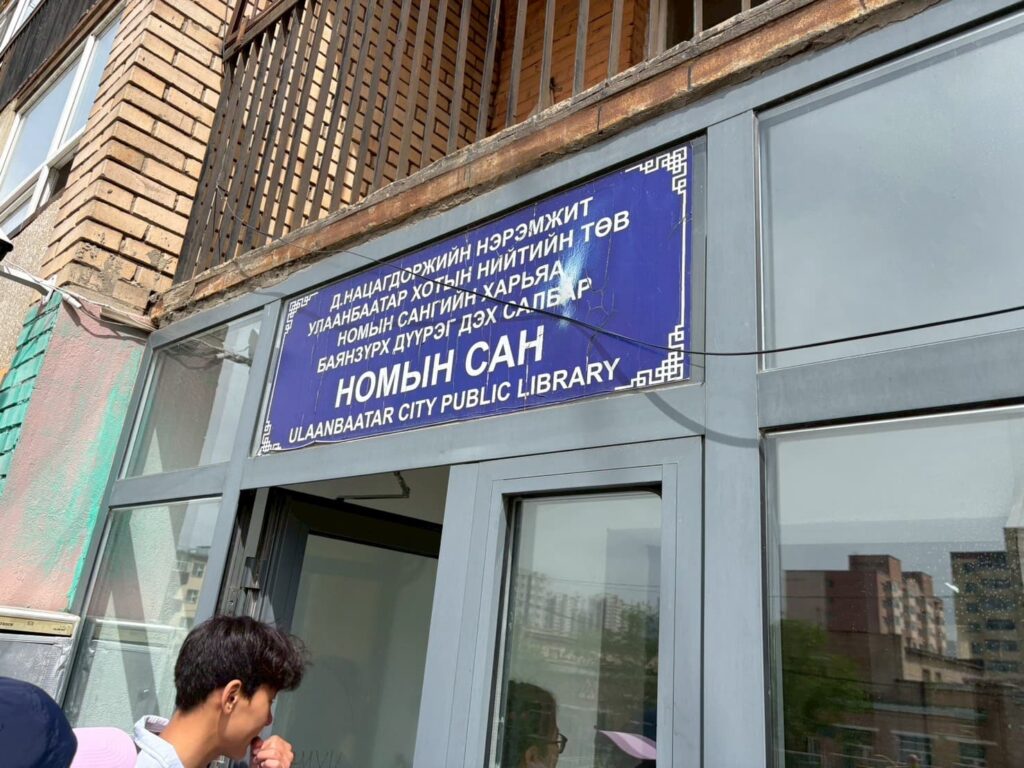 Д.НАЦАГДОРЖИЙН НЭРЭМЖИТ
УЛААНБААТАР ХОТЫН НИЙТИЙН ТӨВ
НОМЫН САНГИЙН ХАРЬЯА
БАЯНЗҮРХ ДҮҮРЭГ ДЭХ САЛБАР
НОМЫН САН
ULAANBAATAR CITY PUBLIC LIBRARY